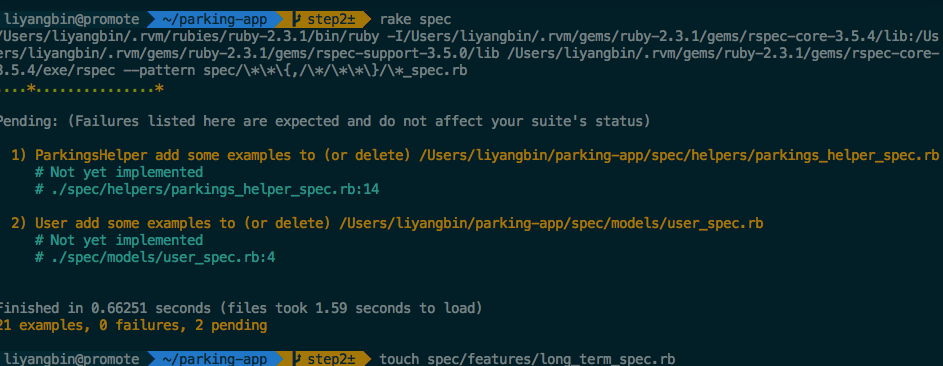 liyangbin@promote ~/parking-app step2± rake spec
/Users/liyangbin/.rvm/rubies/ruby-2.3.1/bin/ruby -I/Users/liyangbin/.rvm/gems/ruby-2.3.1/gems/rspec-core-3.5.4/lib:/Us
ers/liyangbin/.rvm/gems/ruby-2.3.1/gems/rspec-support-3.5.0/lib /Users/liyangbin/.rvm/gems/ruby-2.3.1/gems/rspec-core-
3.5.4/exe/rspec --pattern spec/\*\*\{,/\*/\*\*\}/\*_spec.rb
....*...............*
Pending: (Failures listed here are expected and do not affect your suite's status)
1) ParkingsHelper add some examples to (or delete) /Users/liyangbin/parking-app/spec/helpers/parkings_helper_spec.rb
# Not yet implemented
# ./spec/helpers/parkings_helper_spec.rb:14
2) User add some examples to (or delete) /Users/liyangbin/parking-app/spec/models/user_spec.rb
# Not yet implemented
# ./spec/models/user_spec.rb:4
Finished in 0.66251 seconds (files took 1.59 seconds to load)
21 examples, 0 failures, 2 pending
liyangbin@promote ~/parking-app step2± touch spec/features/long_term_spec.rb